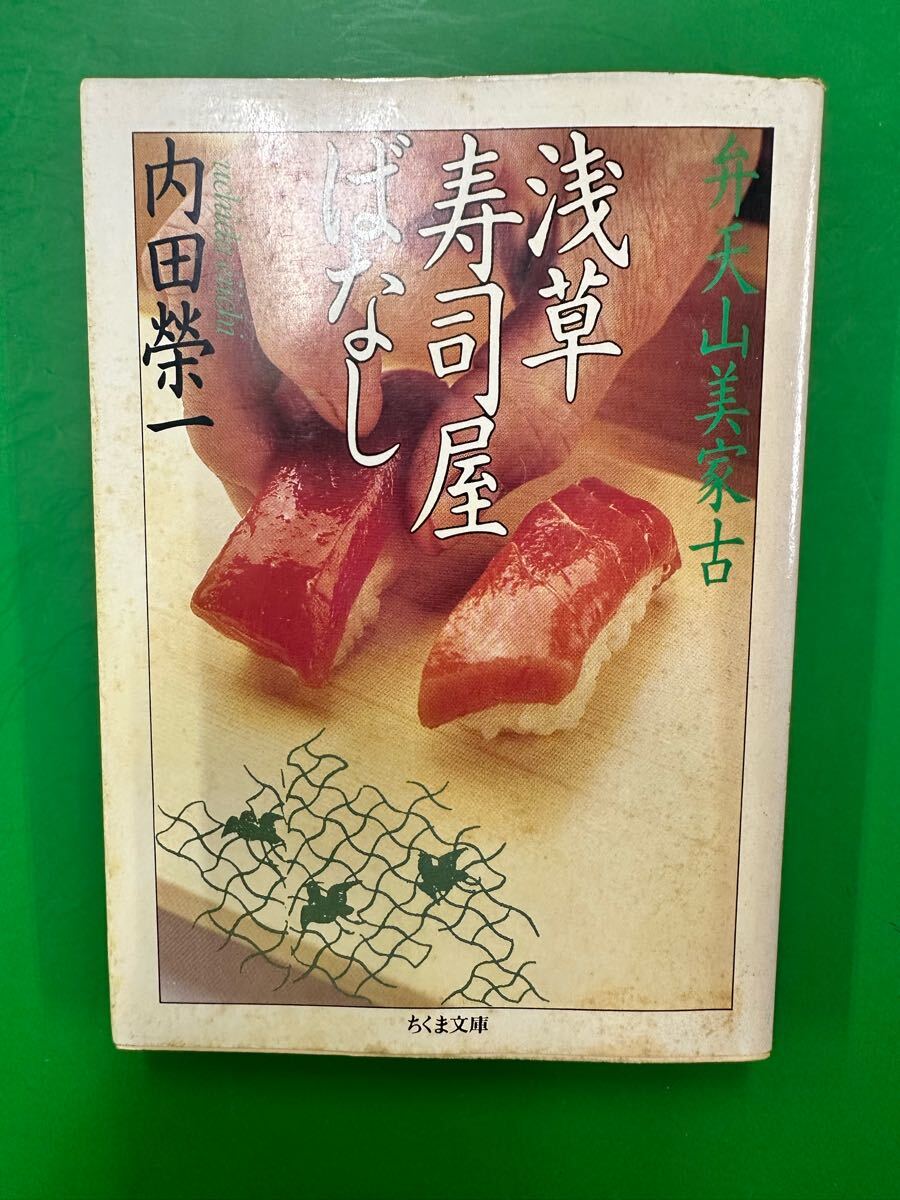 弁天山美家古
浅草
寿司屋
ばなし
uchida eiichi
内田榮一
ちくま文庫